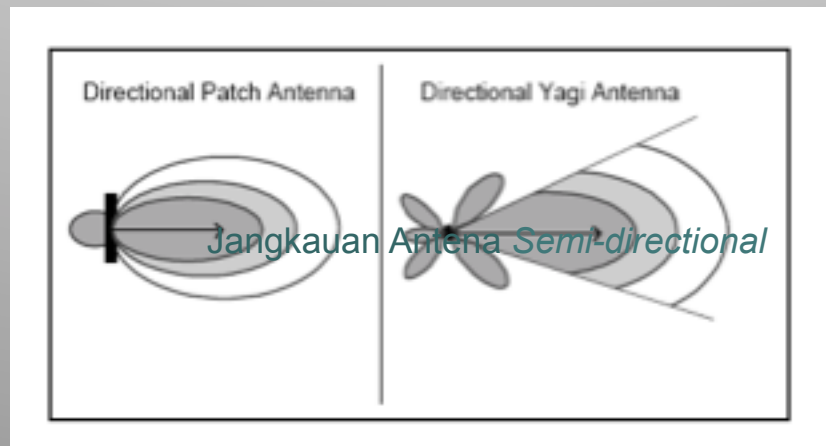 Directional Patch Antenna
Directional Yagi Antenna
Jangkauan Antena Semi-directional